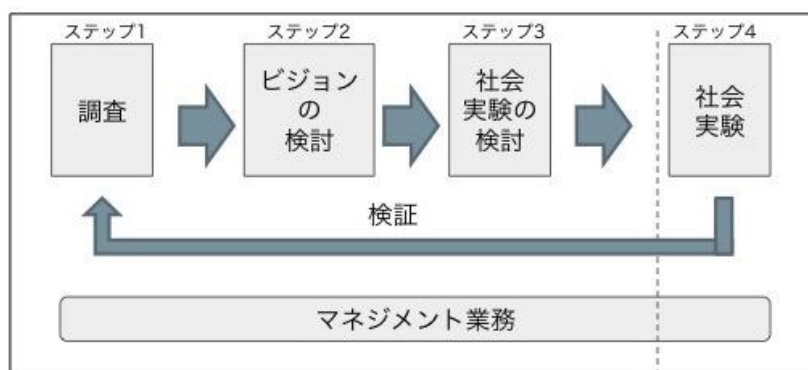 ステップ1
ステップ2
ステップ3
ステップ4
調査
ビジョン
の
検討
社会
実験の
検討
社会
実験
検証
マネジメント業務